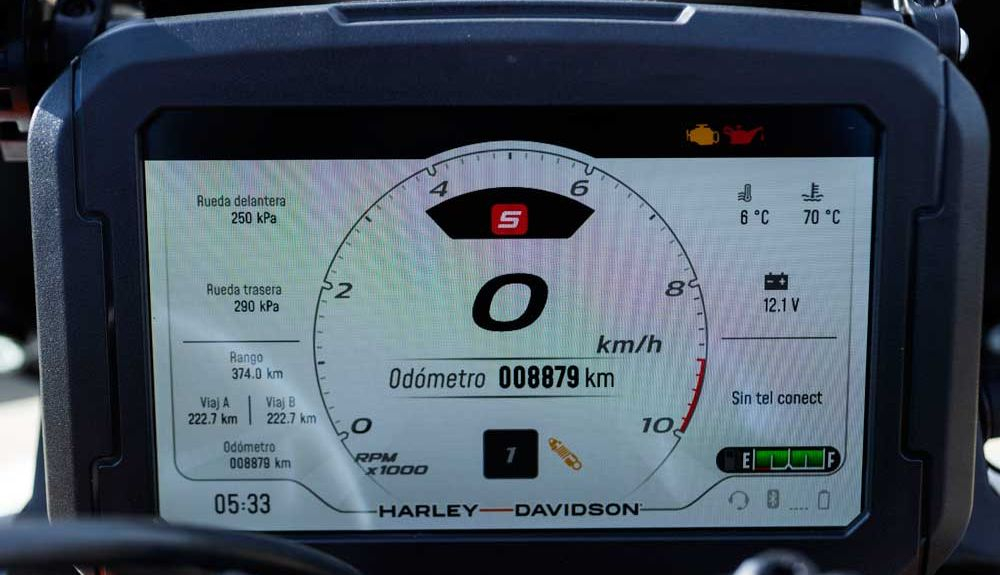 4 6
S
Rueda delantera
250 kPa
6 °C 70 °C
Rueda trasera
290 kPa
2 8
0
12.1 V
km/h
Rango
374.0 km
Odómetro 008879 km
Sin tel conect
Viaj A Viaj B
222.7 km 222.7 km
0 10
Odómetro
008879 km
RPM
x1000
1
E F
05:33
HARLEY—DAVIDSON